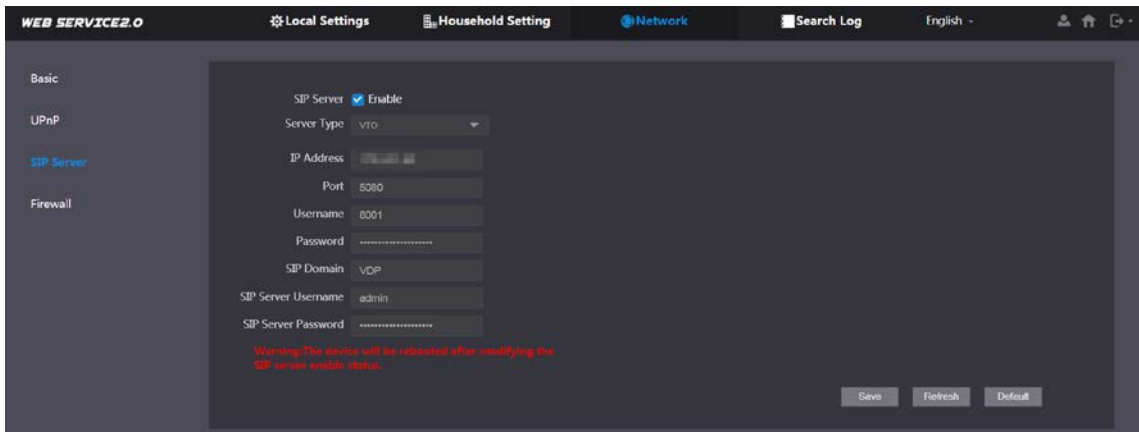 WEB SERVICE2.0
Local Settings
Household Setting
Network
Search Log
English
Basic
UPnP
SIP Server
Firewall
SIP Server Enable
Server Type VTO
IP Address
Port 5080
Username 8001
Password
SIP Domain VDP
SIP Server Username admin
SIP Server Password
Warning:The device will be rebooted after modifying the
SIP server enable status.
Save Refresh Default